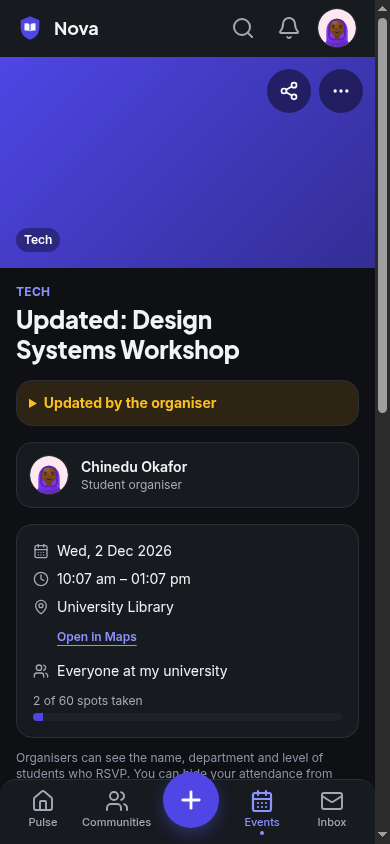 Nova
Tech
TECH
Updated: Design
Systems Workshop
Updated by the organiser
Chinedu Okafor
Student organiser
Wed, 2 Dec 2026
10:07 am – 01:07 pm
University Library
Open in Maps
Everyone at my university
2 of 60 spots taken
Organisers can see the name, department and level of
students who RSVP. You can hide your attendance from
Pulse
Communities
Events
Inbox